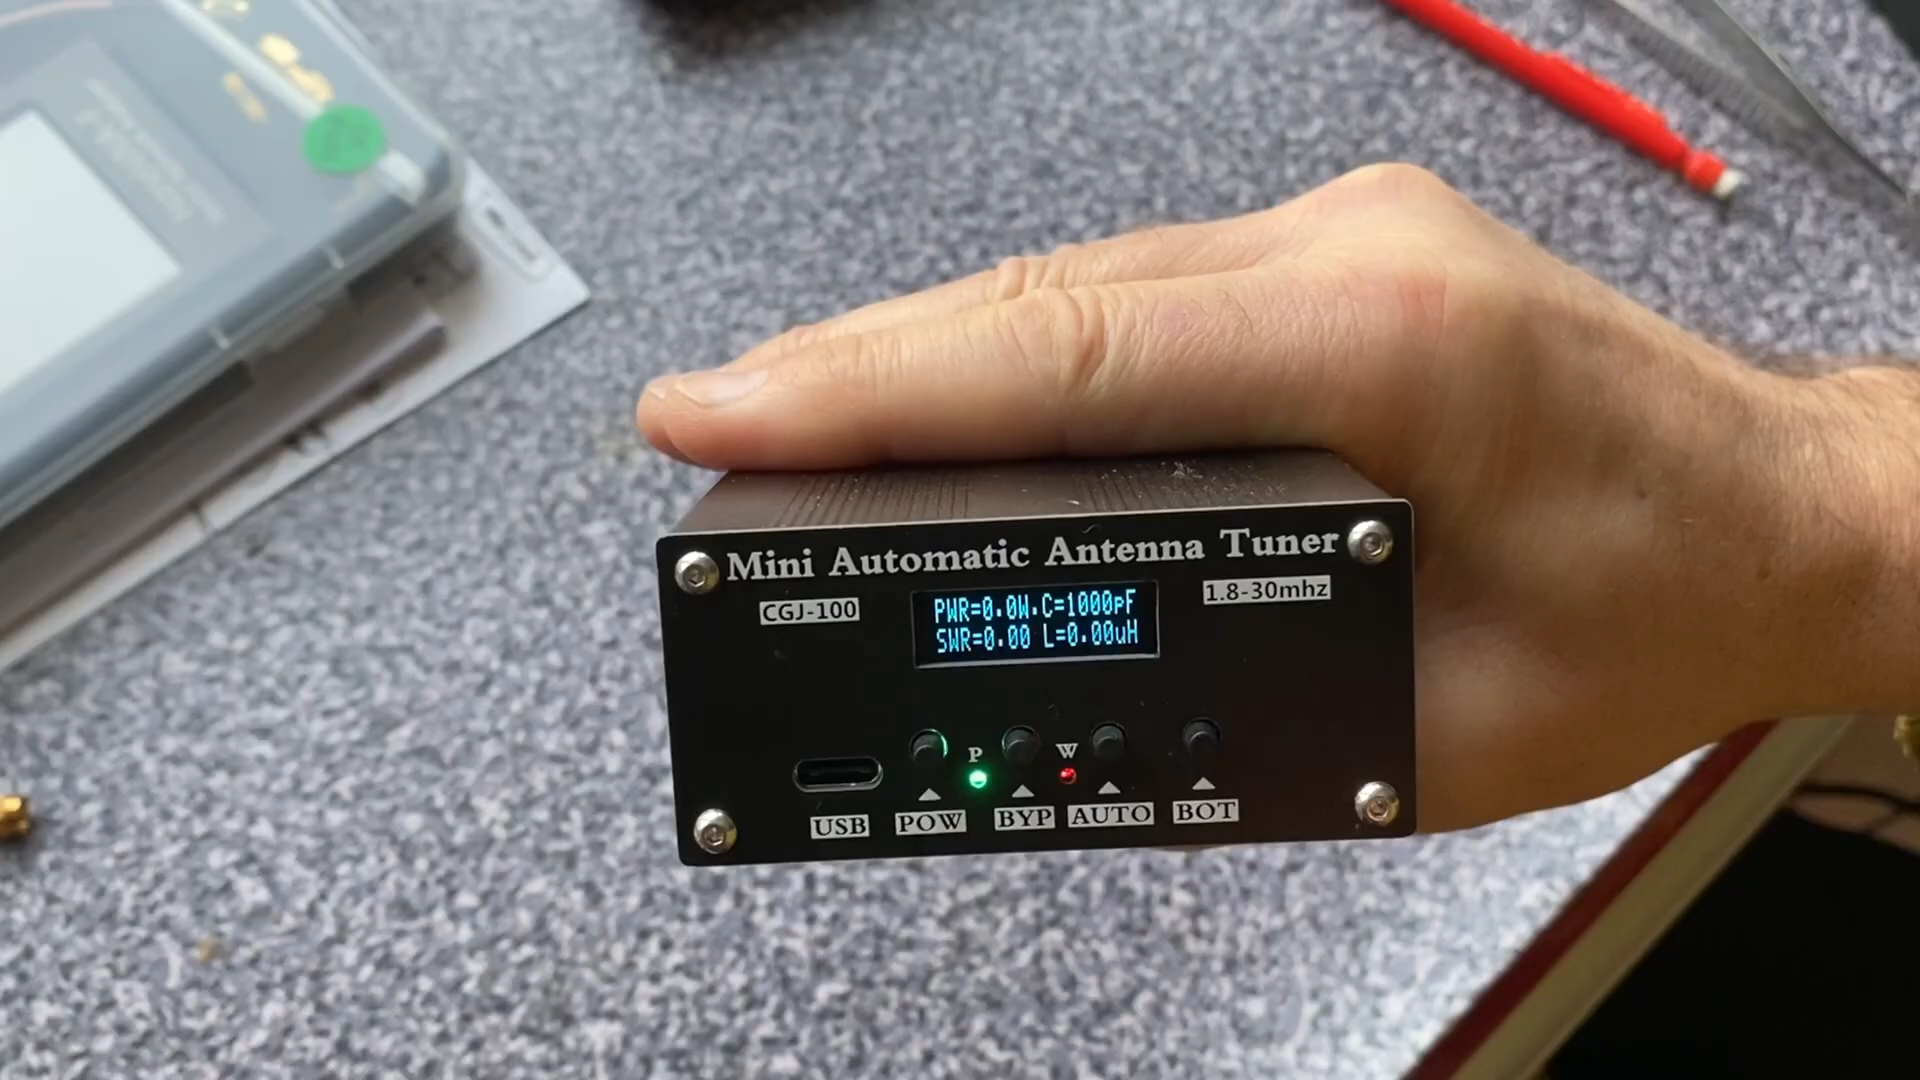 Mini Automatic Antenna Tuner
CGJ-100
1.8-30mhz
PWR=0.0W.C=1000pF
SWR=0.00 L=0.00uH
P
W
USB
POW
BYP
AUTO
BOT